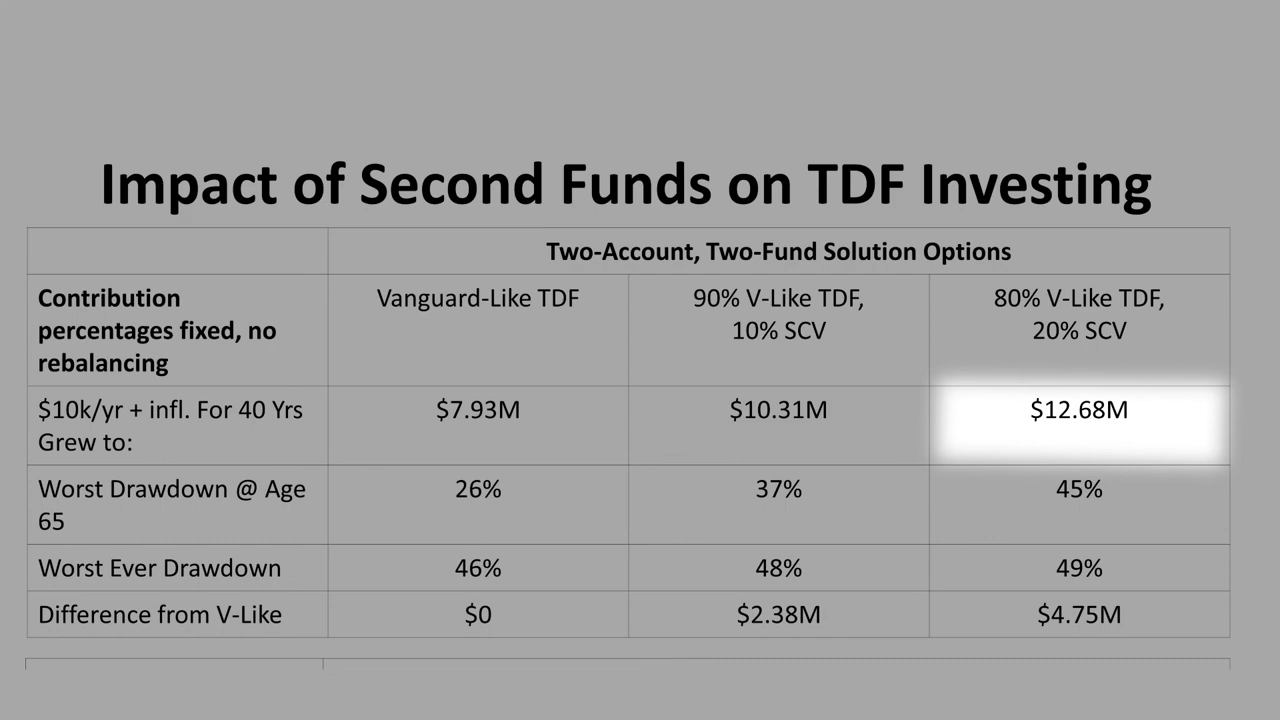 Impact of Second Funds on TDF Investing
Two-Account, Two-Fund Solution Options
Contribution
percentages fixed, no
rebalancing
Vanguard-Like TDF
90% V-Like TDF,
10% SCV
80% V-Like TDF,
20% SCV
$10k/yr + infl. For 40 Yrs
Grew to:
$7.93M
$10.31M
$12.68M
Worst Drawdown @ Age
65
26%
37%
45%
Worst Ever Drawdown
46%
48%
49%
Difference from V-Like
$0
$2.38M
$4.75M